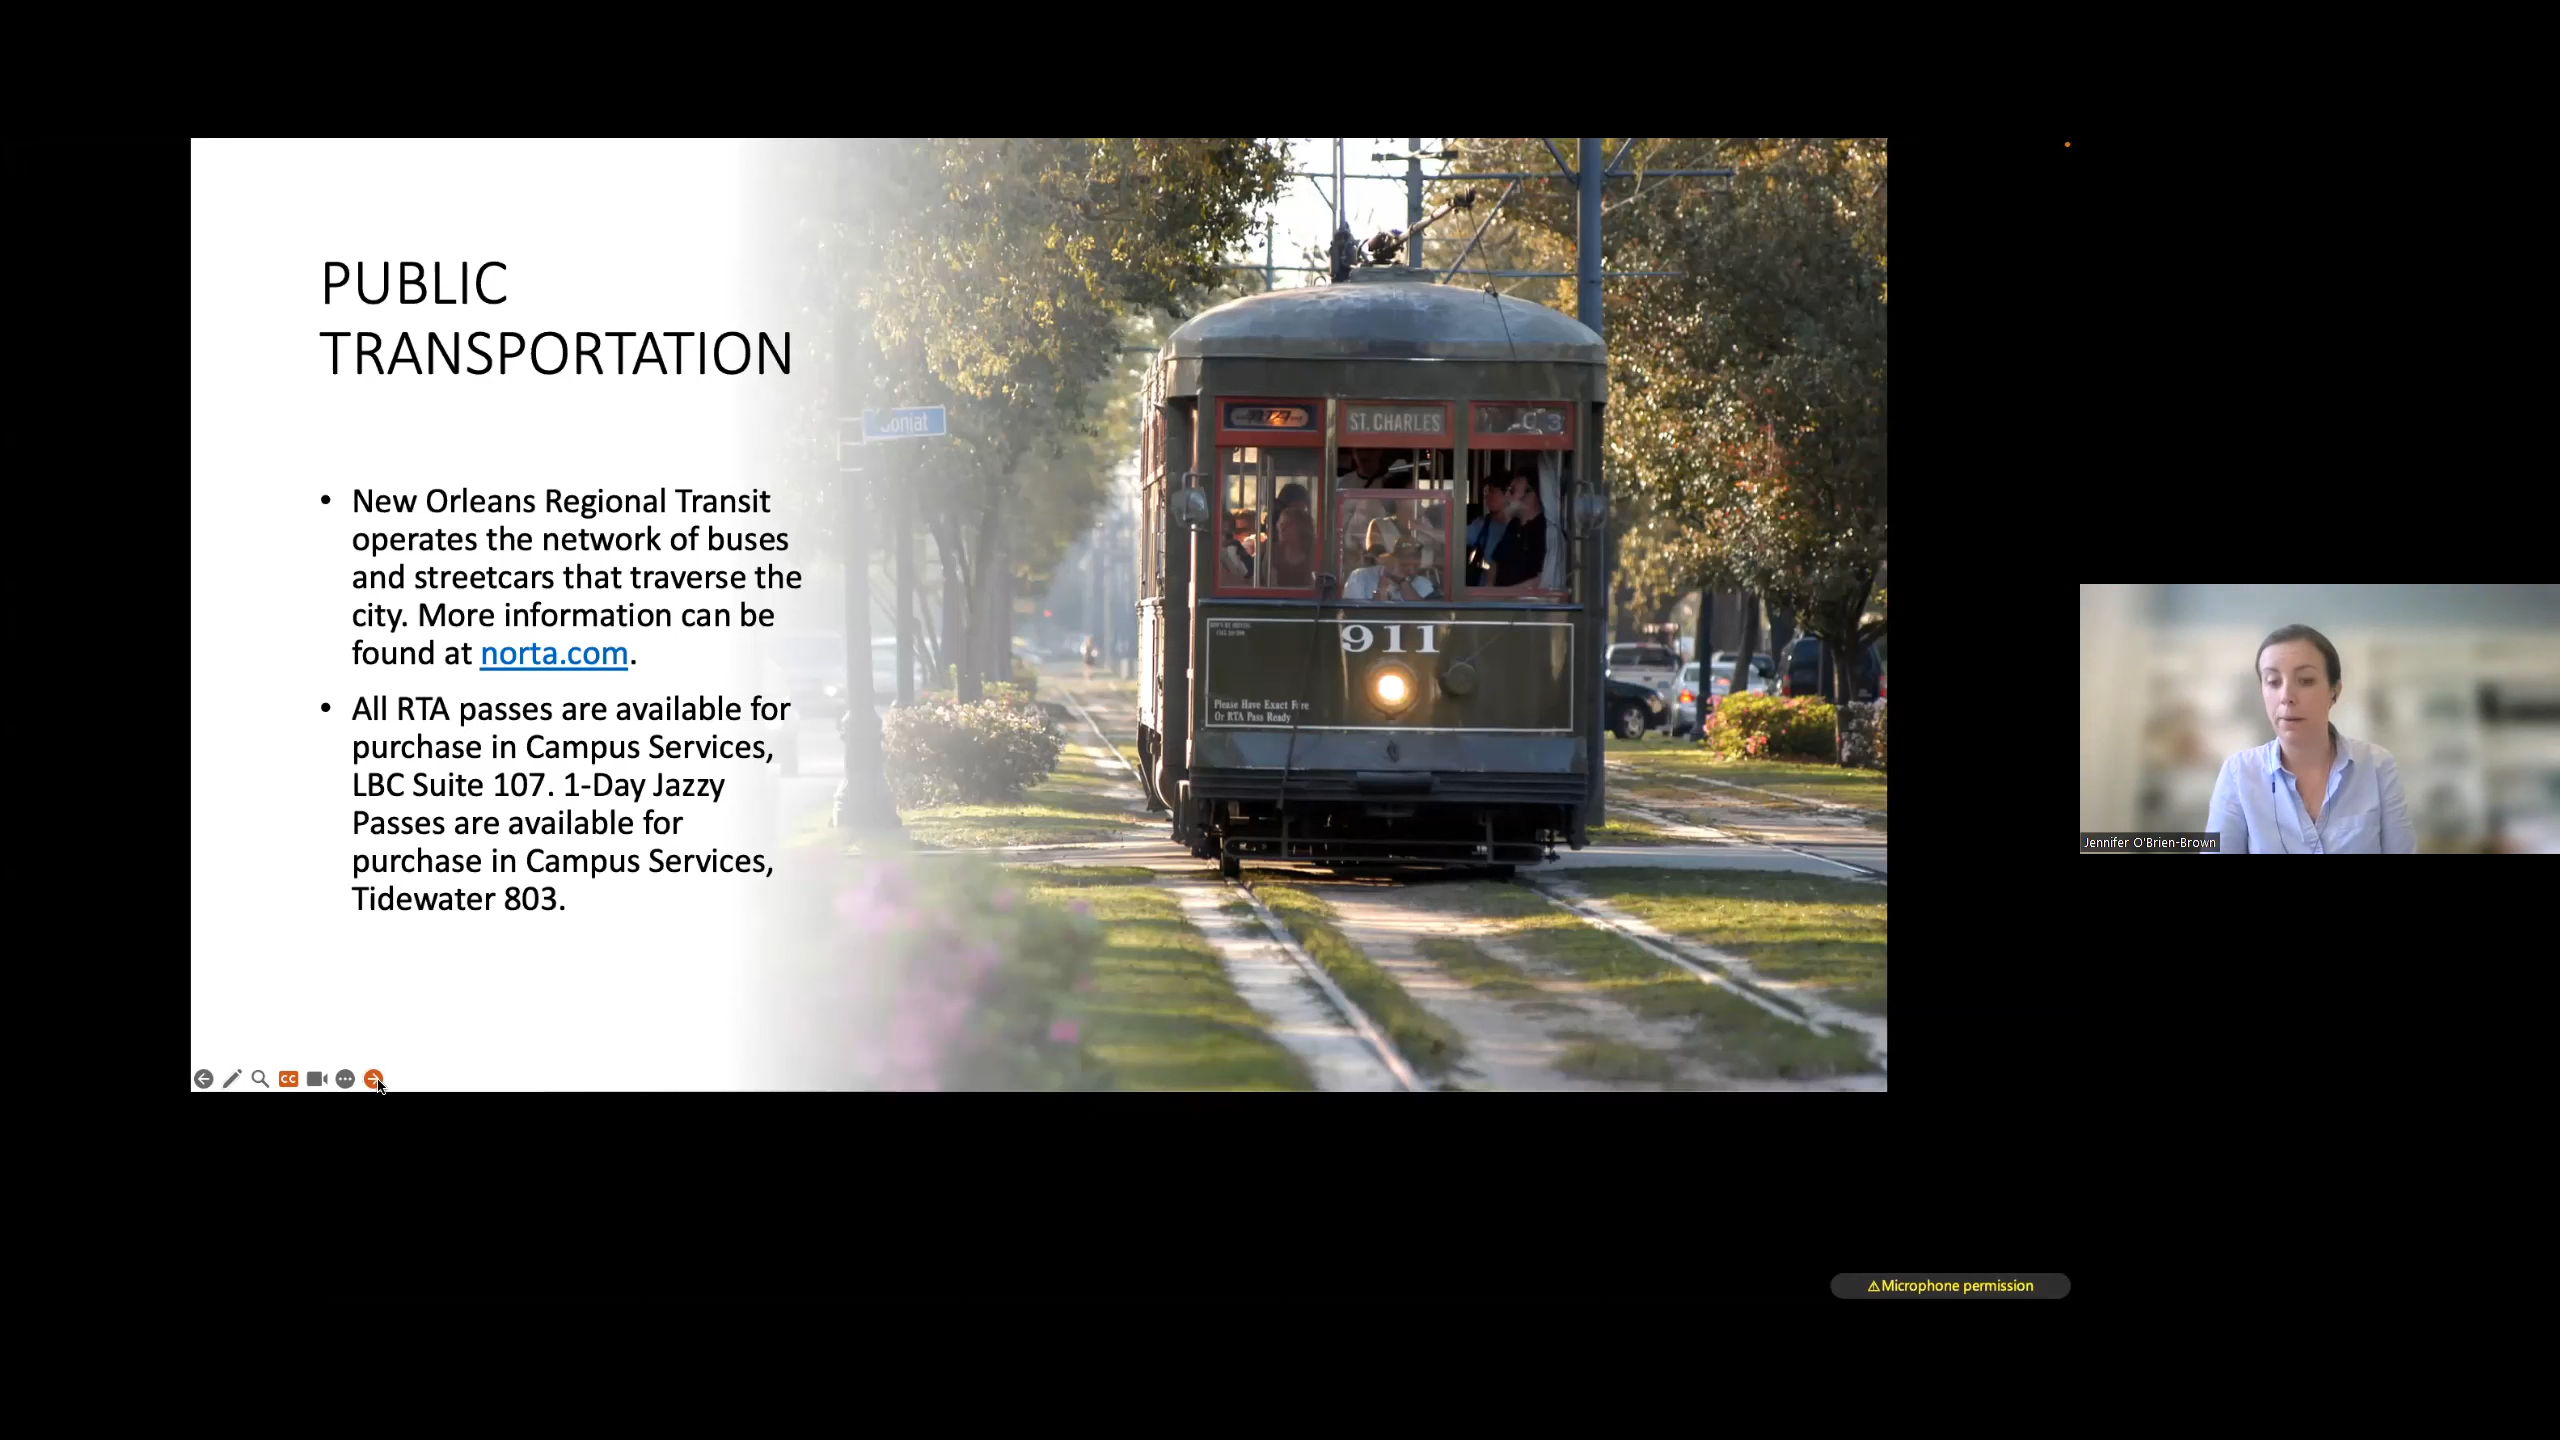 PUBLIC
TRANSPORTATION
• New Orleans Regional Transit
operates the network of buses
and streetcars that traverse the
city. More information can be
found at norta.com.
• All RTA passes are available for
purchase in Campus Services,
LBC Suite 107. 1-Day Jazzy
Passes are available for
purchase in Campus Services,
Tidewater 803.
ST. CHARLES
911
Please Have Exact Fare
Or RTA Pass Ready
CC
Jennifer O'Brien-Brown
⚠Microphone permission